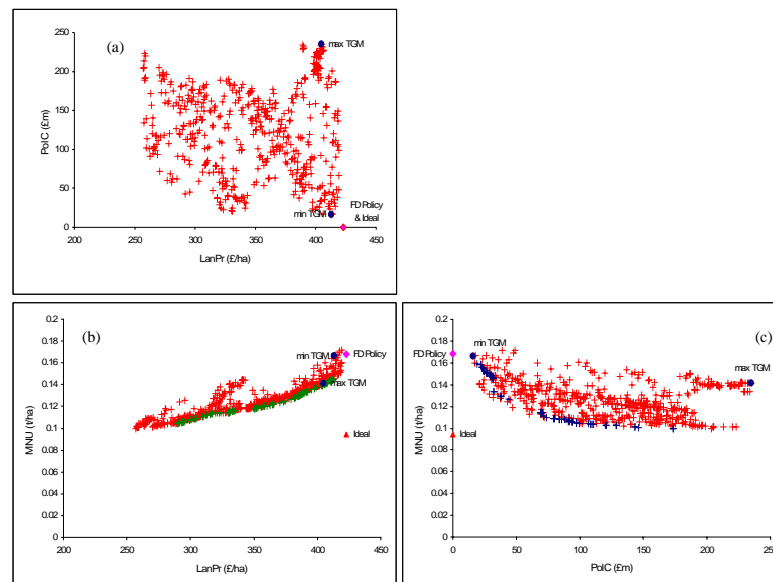 (a)
PolC (£m)
250
200
150
100
50
0
max TGM
min TGM
FD Policy
& Ideal
200 250 300 350 400 450
LanPr (£/ha)
(b)
MNU (t/ha)
0.2
0.18
0.16
0.14
0.12
0.1
0.08
0.06
0.04
0.02
0
min TGM
FD Policy
max TGM
Ideal
200 250 300 350 400 450
LanPr (£/ha)
(c)
MNU (t/ha)
0.2
0.18
0.16
0.14
0.12
0.1
0.08
0.06
0.04
0.02
0
min TGM
FD Policy
max TGM
Ideal
0 50 100 150 200 250
PolC (£m)